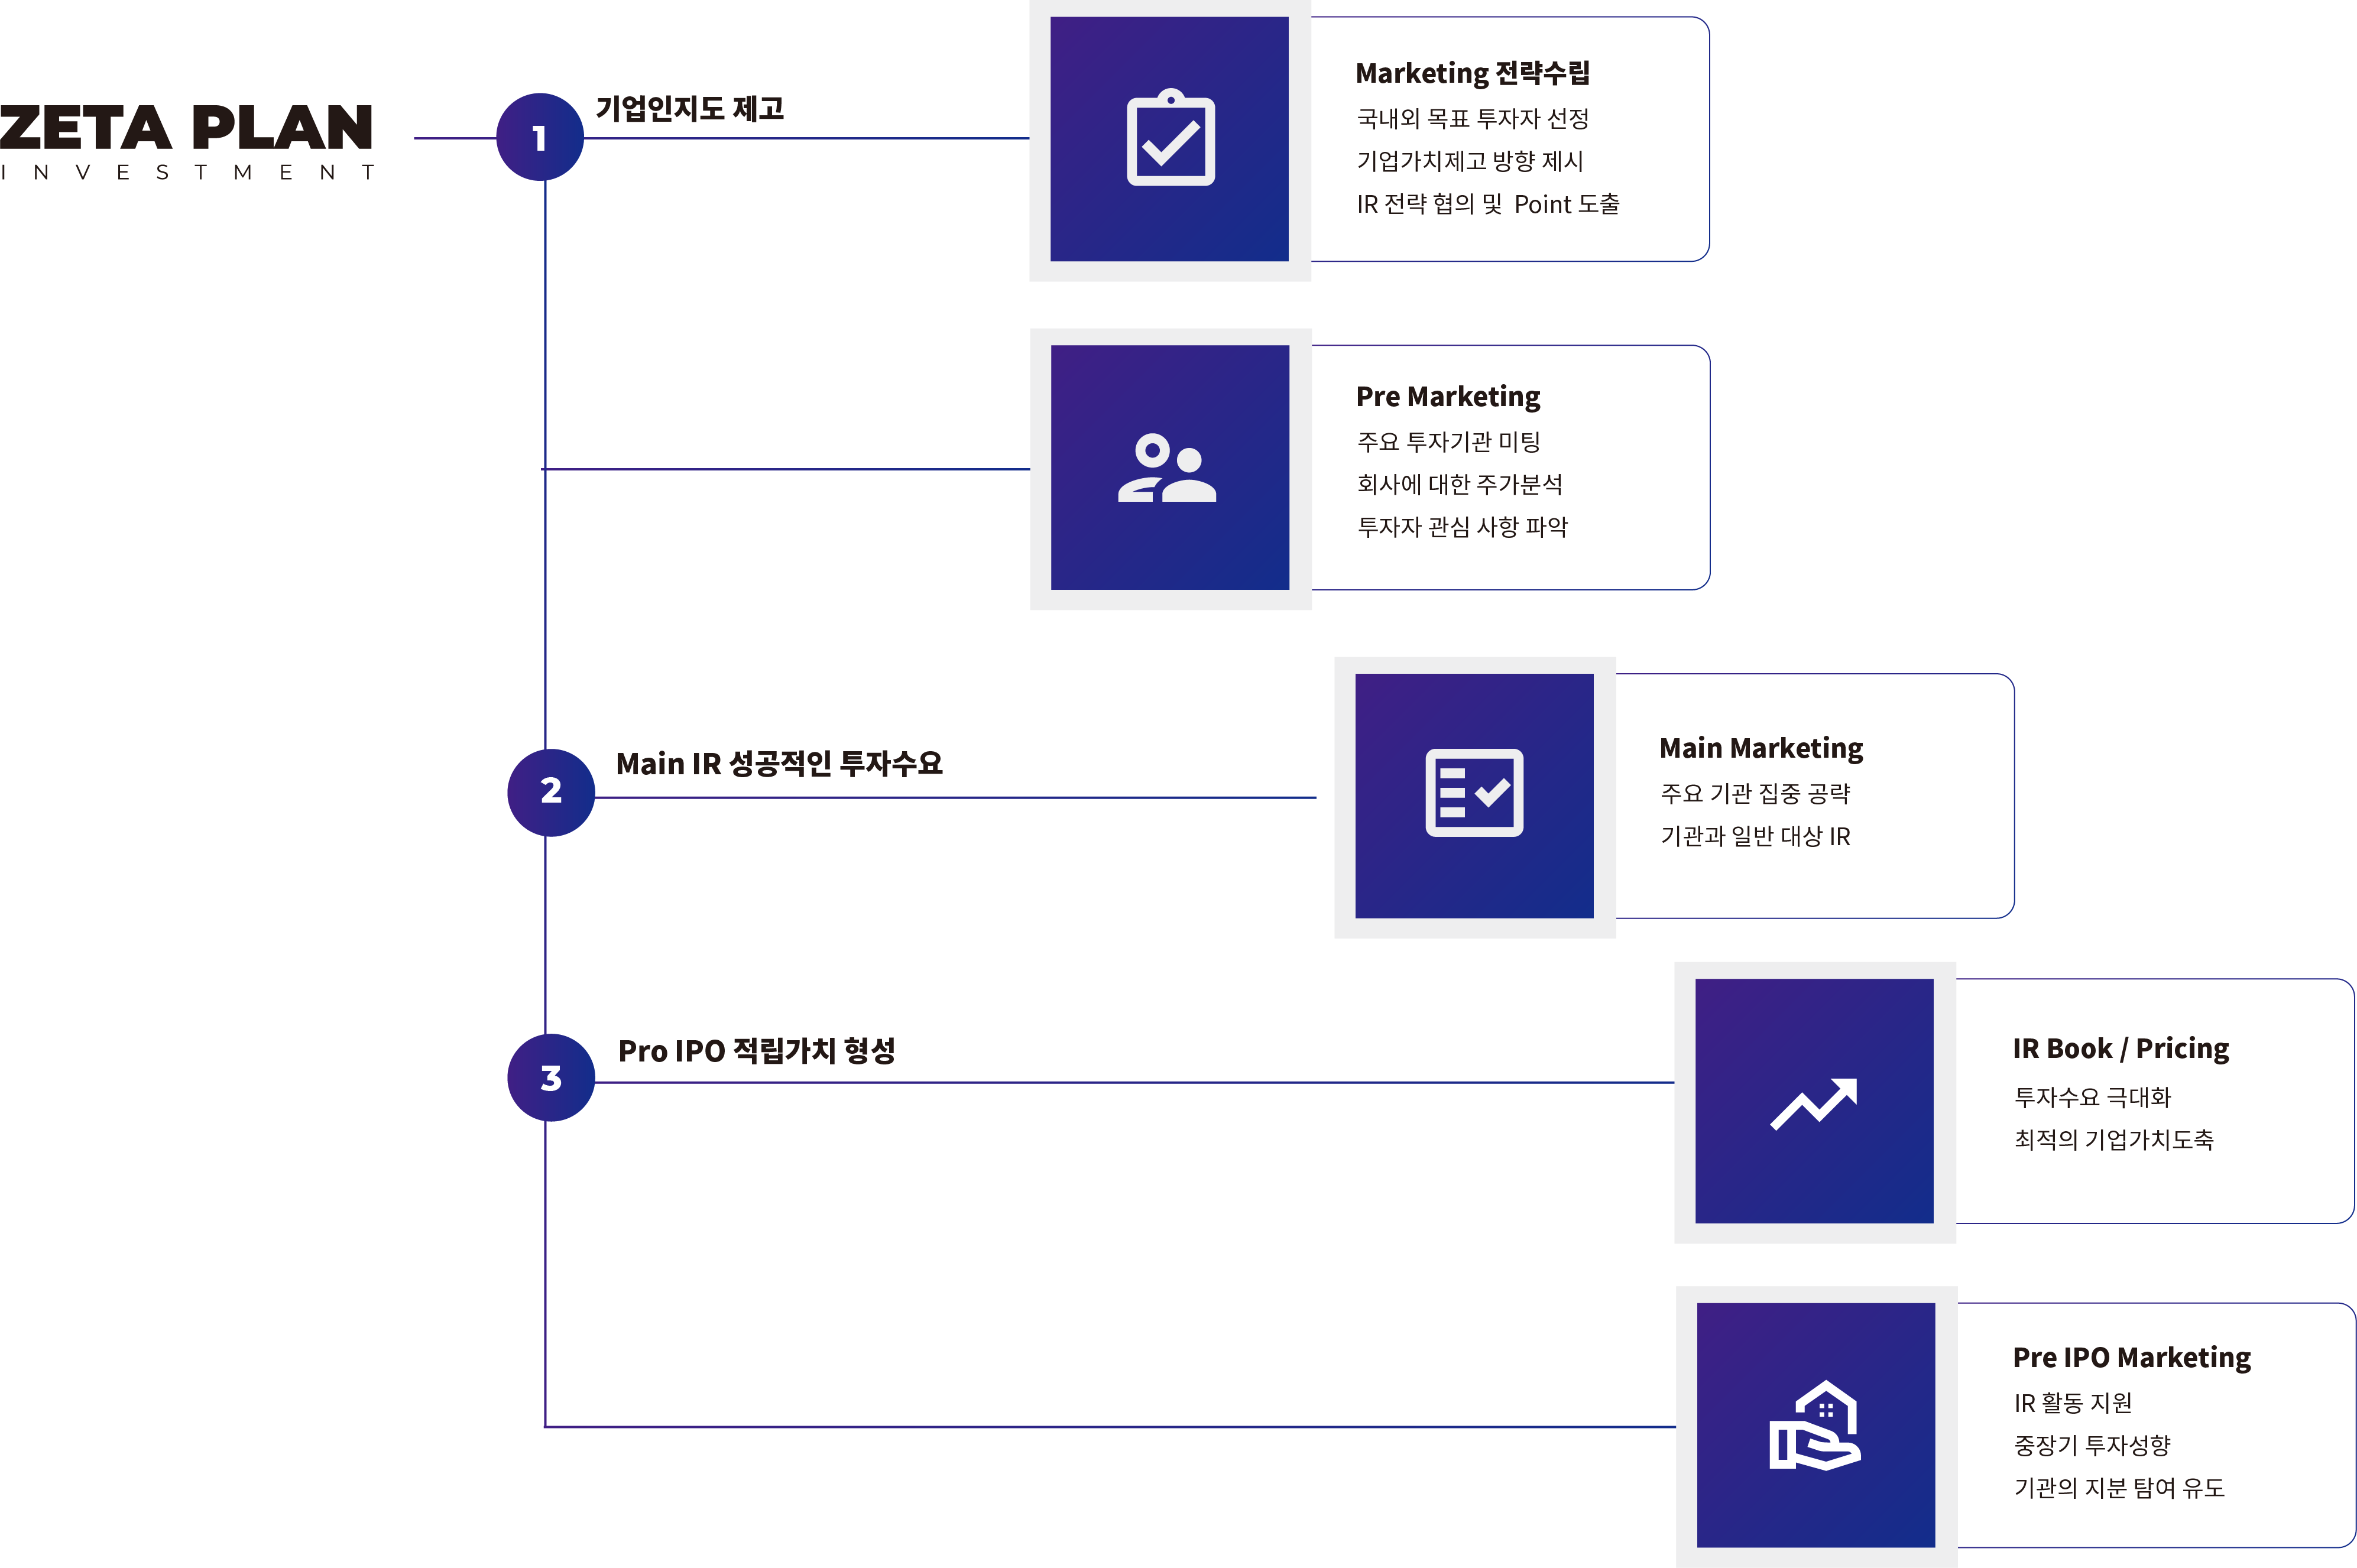 ZETA PLAN
INVESTMENT
1
기업인지도 제고
Marketing 전략수립
국내외 목표 투자자 선정
기업가치제고 방향 제시
IR 전략 협의 및 Point 도출
Pre Marketing
주요 투자기관 미팅
회사에 대한 주가분석
투자자 관심 사항 파악
2
Main IR 성공적인 투자수요
Main Marketing
주요 기관 집중 공략
기관과 일반 대상 IR
3
Pro IPO 적립가치 형성
IR Book / Pricing
투자수요 극대화
최적의 기업가치도축
Pre IPO Marketing
IR 활동 지원
중장기 투자성향
기관의 지분 탐여 유도